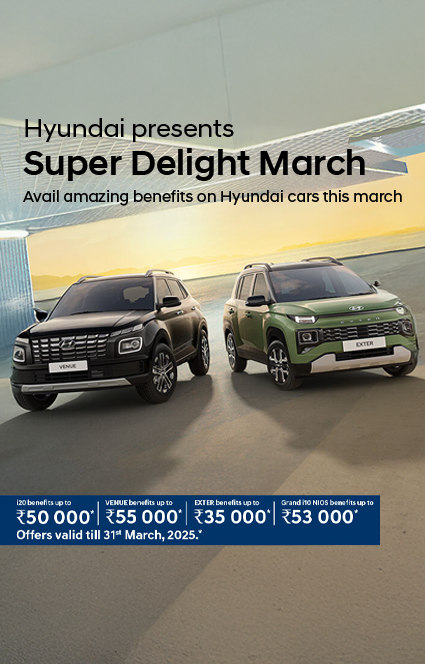 Hyundai presents
Super Delight March
Avail amazing benefits on Hyundai cars this march
VENUE
EXTER
i20 benefits up to
₹50 000*
VENUE benefits up to
₹55 000*
EXTER benefits up to
₹35 000*
Grand i10 NIOS benefits up to
₹53 000*
Offers valid till 31st March, 2025.*